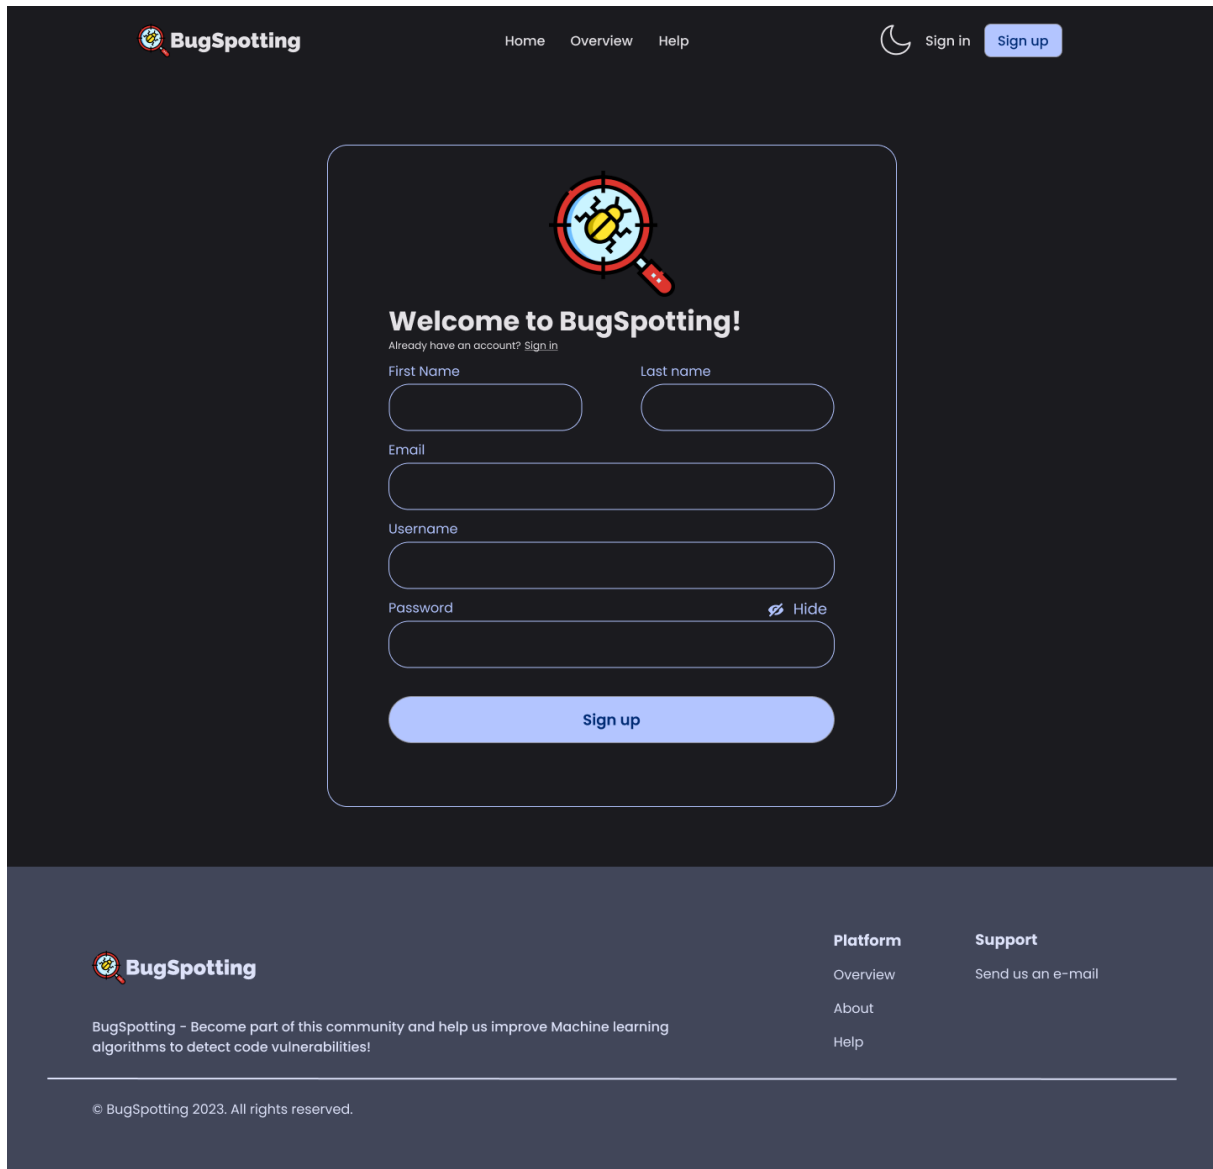 BugSpotting
Home Overview Help
Sign in Sign up
Welcome to BugSpotting!
Already have an account? Sign in
First Name Last name
Email
Username
Password Hide
Sign up
BugSpotting
BugSpotting - Become part of this community and help us improve Machine learning
algorithms to detect code vulnerabilities!
Platform
Overview
About
Help
Support
Send us an e-mail
© BugSpotting 2023. All rights reserved.